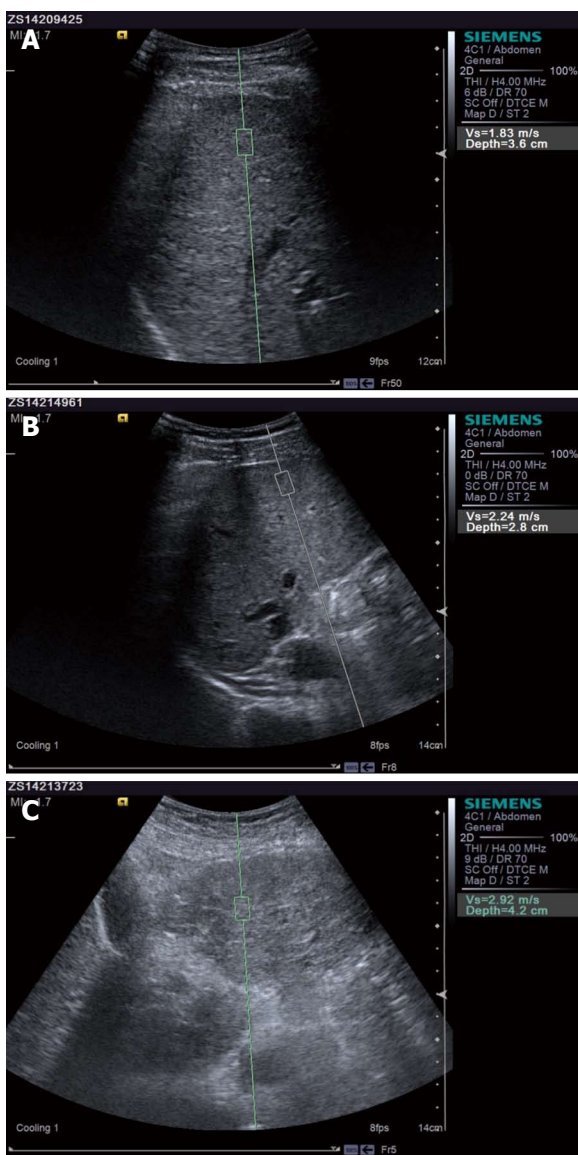 ZS14209425
A
SIEMENS
4C1 / Abdomen
General
2D 100%
THI / H4.00 MHz
6 dB / DR 70
SC Off / DTCE M
Map D / ST 2
Vs=1.83 m/s
Depth=3.6 cm
Cooling 1
9fps
12cm
Fr50
ZS14214961
B
SIEMENS
4C1 / Abdomen
General
2D 100%
THI / H4.00 MHz
0 dB / DR 70
SC Off / DTCE M
Map D / ST 2
Vs=2.24 m/s
Depth=2.8 cm
Cooling 1
8fps
14cm
Fr8
ZS14213723
C
SIEMENS
4C1 / Abdomen
General
2D 100%
THI / H4.00 MHz
9 dB / DR 70
SC Off / DTCE M
Map D / ST 2
Vs=2.92 m/s
Depth=4.2 cm
Cooling 1
8fps
14cm
Fr5